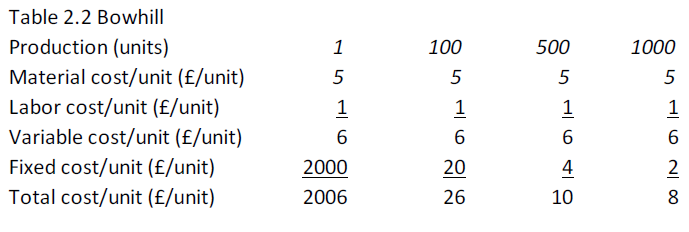 Table 2.2 Bowhill
Production (units) 1 100 500 1000
Material cost/unit (£/unit) 5 5 5 5
Labor cost/unit (£/unit) 1 1 1 1
Variable cost/unit (£/unit) 6 6 6 6
Fixed cost/unit (£/unit) 2000 20 4 2
Total cost/unit (£/unit) 2006 26 10 8